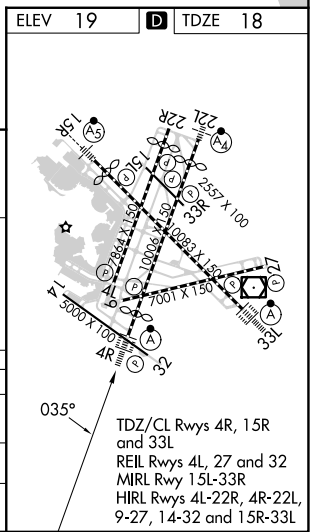 ELEV 19 D TDZE 18
15R
A5
15L
22R
22L
A4
P
P
33R
2557 X 100
P
7864 X 150
10006 X 150
10083 X 150
P
4L
9
P
7001 X 150
P
27
P
A
33L
14
5000 X 100
A
P
4R
32
035°
TDZ/CL Rwys 4R, 15R
and 33L
REIL Rwys 4L, 27 and 32
MIRL Rwy 15L-33R
HIRL Rwys 4L-22R, 4R-22L,
9-27, 14-32 and 15R-33L